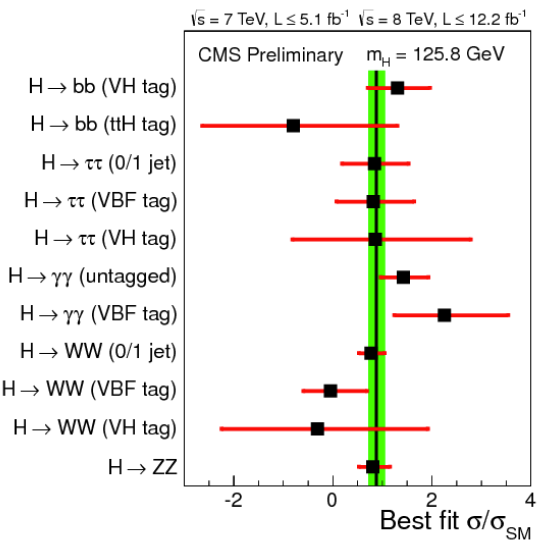 √s = 7 TeV, L ≤ 5.1 fb⁻¹ √s = 8 TeV, L ≤ 12.2 fb⁻¹
CMS Preliminary m_H = 125.8 GeV
H → bb (VH tag)
H → bb (ttH tag)
H → ττ (0/1 jet)
H → ττ (VBF tag)
H → ττ (VH tag)
H → γγ (untagged)
H → γγ (VBF tag)
H → WW (0/1 jet)
H → WW (VBF tag)
H → WW (VH tag)
H → ZZ
-2 0 2 4
Best fit σ/σ_SM